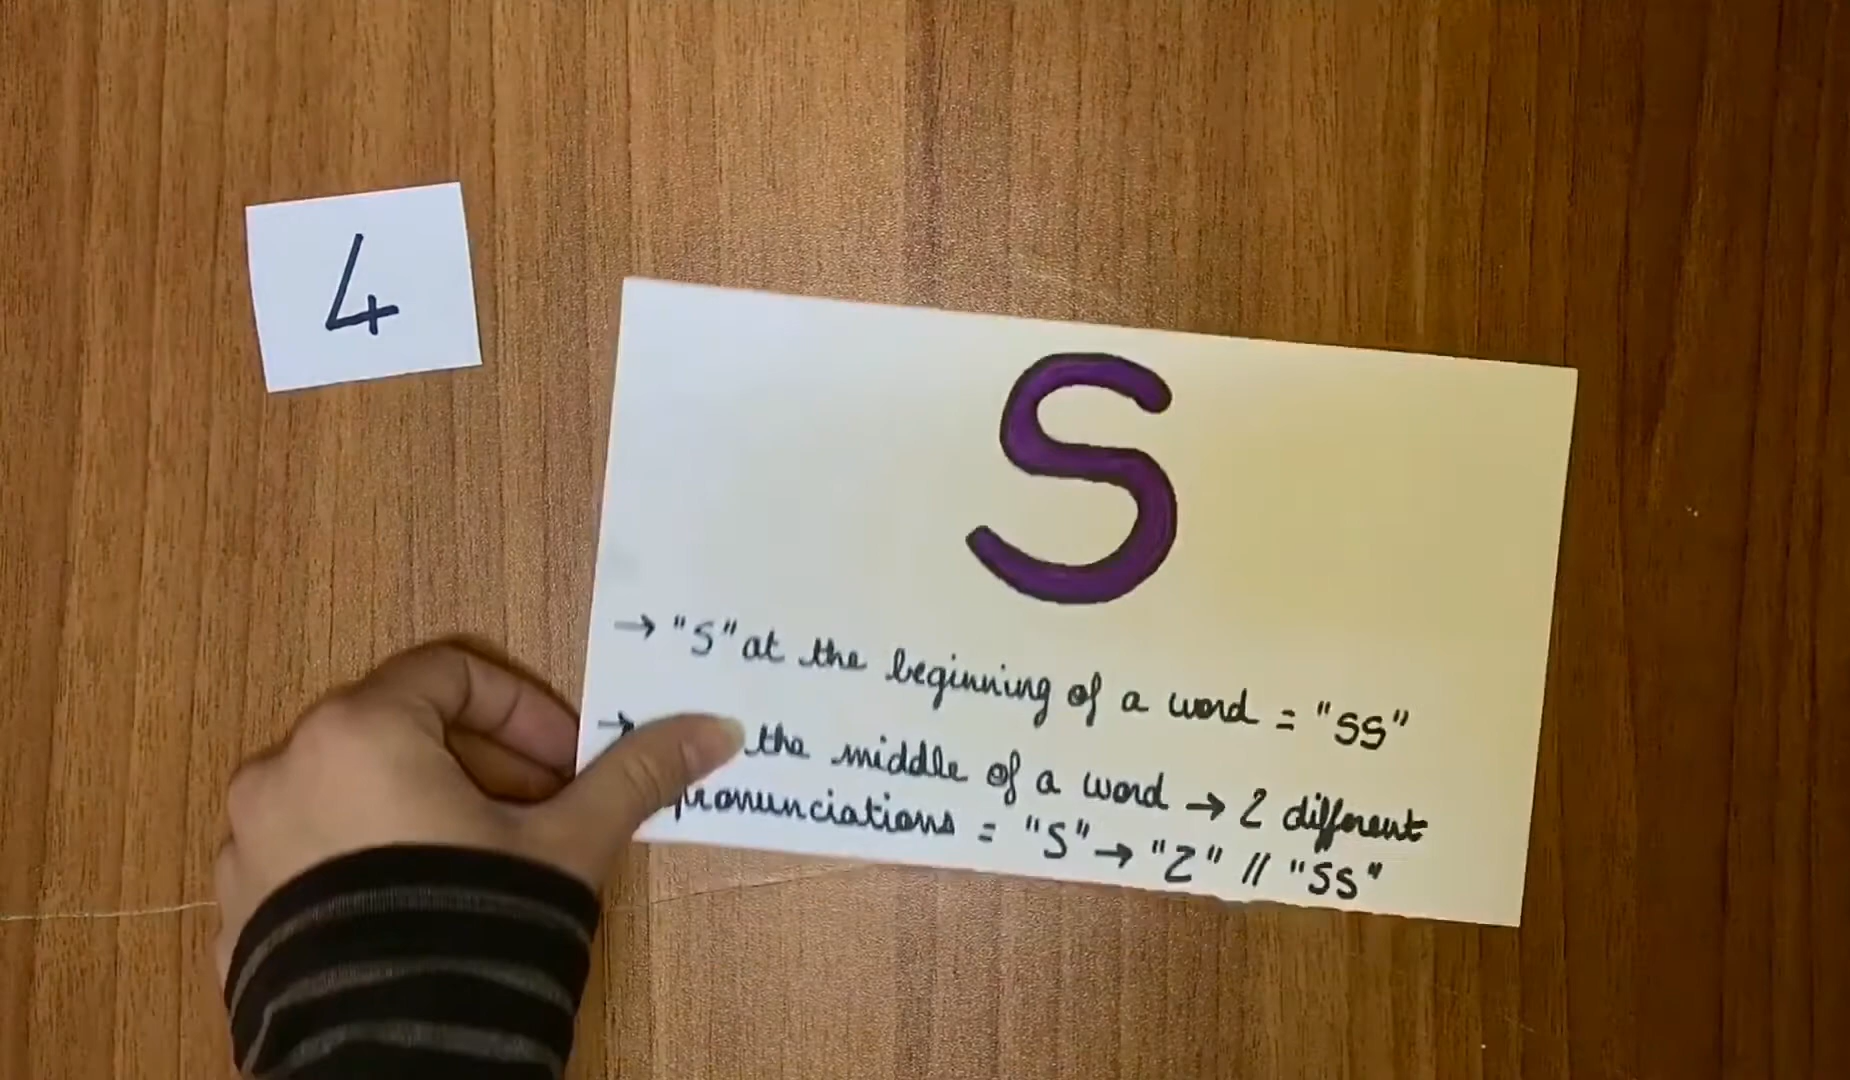 4
S
→ "S" at the beginning of a word = "SS"
→ the middle of a word → 2 different
pronunciations = "S" → "Z" // "SS"